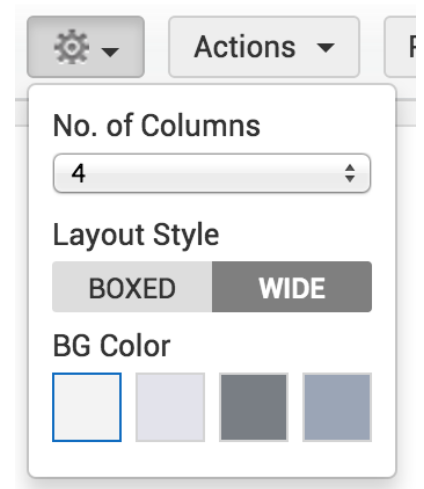 Actions
No. of Columns
4
Layout Style
BOXED WIDE
BG Color